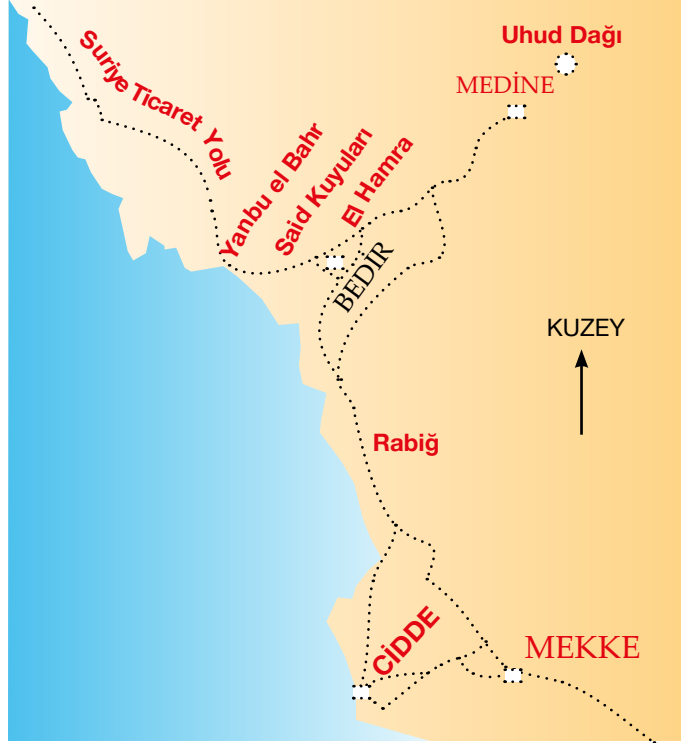 Uhud Dağı
MEDİNE
Suriye Ticaret Yolu
Yanbu el Bahr
Said Kuyuları
El Hamra
BEDIR
KUZEY
Rabiğ
CİDDE
MEKKE